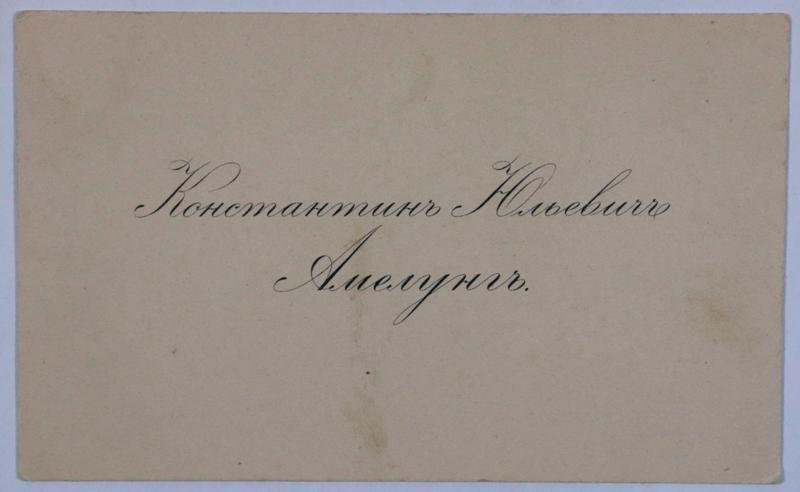 Константинъ Юльевичъ
Амелунгъ.